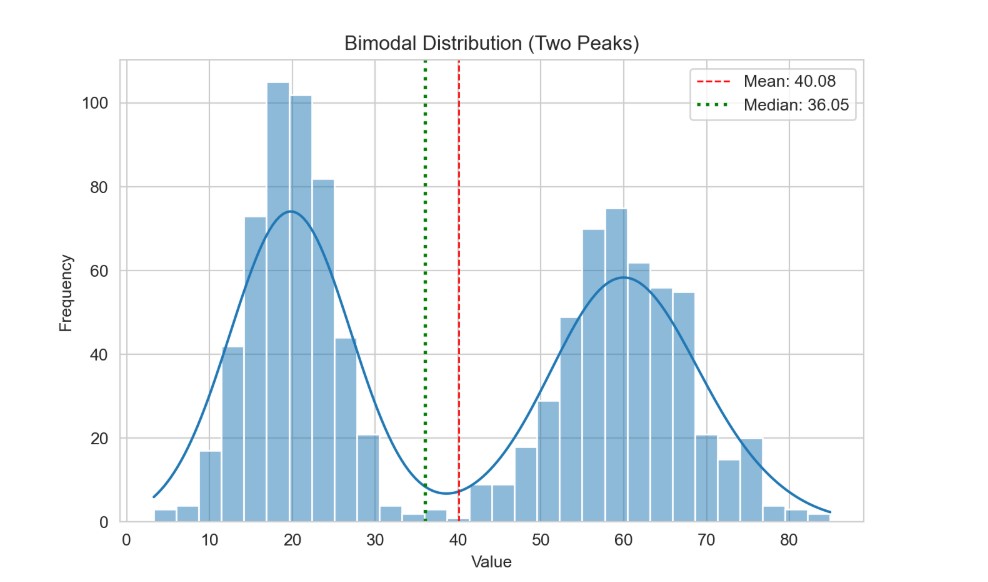 Bimodal Distribution (Two Peaks)
Mean: 40.08
Median: 36.05
Frequency
100
80
60
40
20
0
0 10 20 30 40 50 60 70 80
Value